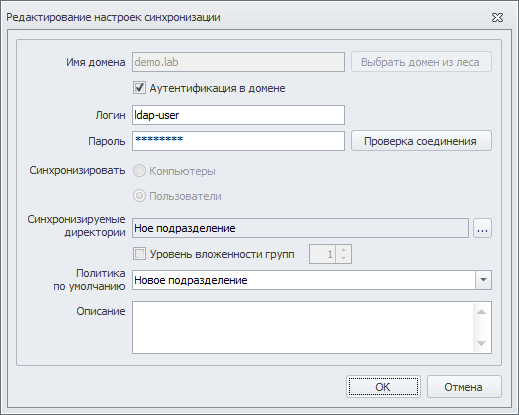 Редактирование настроек синхронизации
Имя домена demo.lab Выбрать домен из леса
Аутентификация в домене
Логин ldap-user
Пароль ******** Проверка соединения
Синхронизировать Компьютеры
Пользователи
Синхронизируемые
директории Ное подразделение ...
Уровень вложенности групп 1
Политика
по умолчанию Новое подразделение
Описание
ОК Отмена